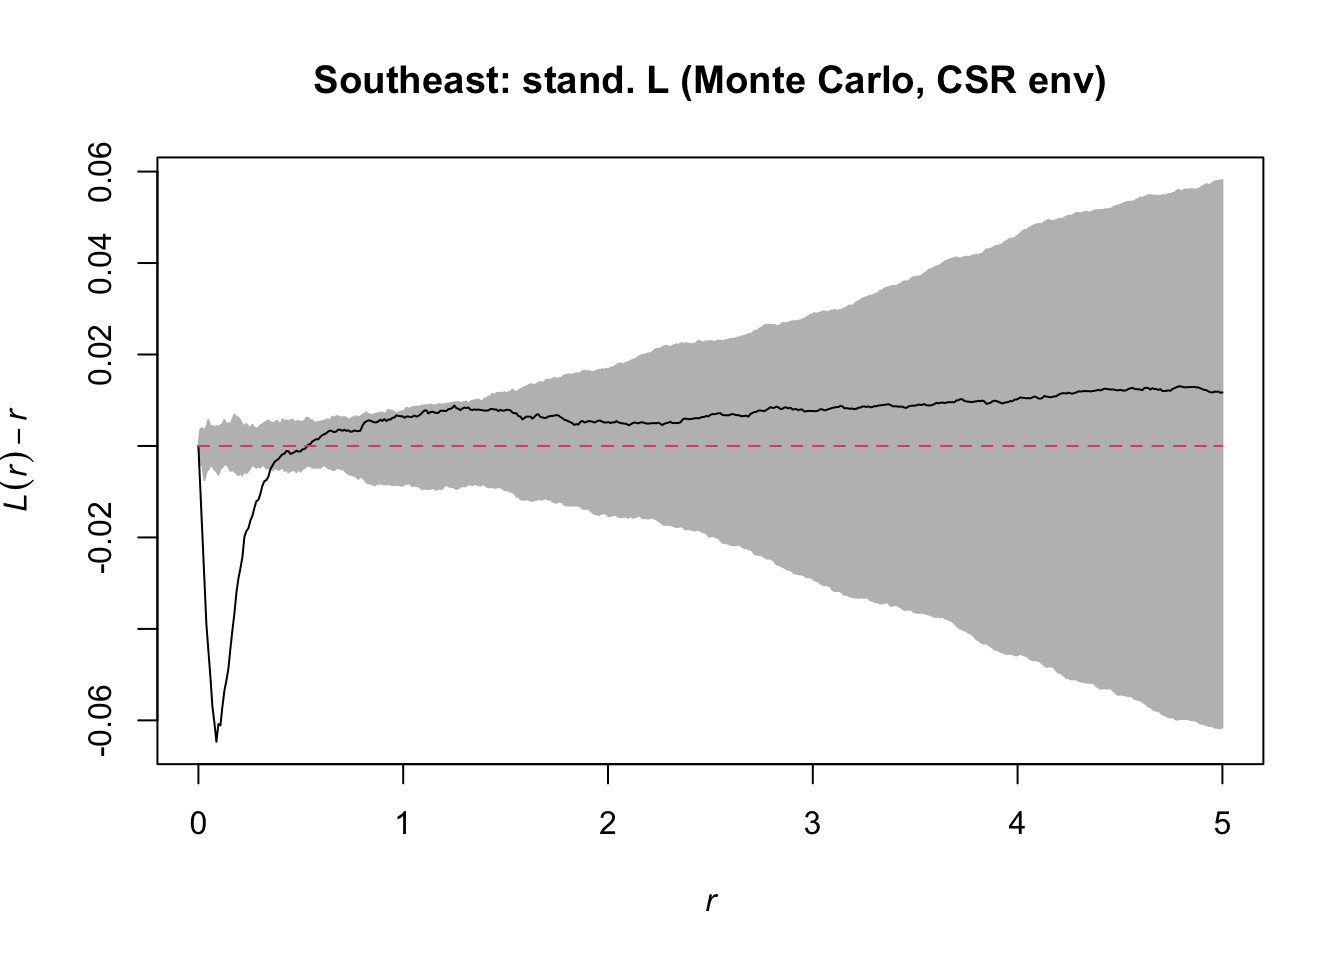 Southeast: stand. L (Monte Carlo, CSR env)
0.06
0.04
0.02
-0.02
-0.06
L(r) − r
0 1 2 3 4 5
r